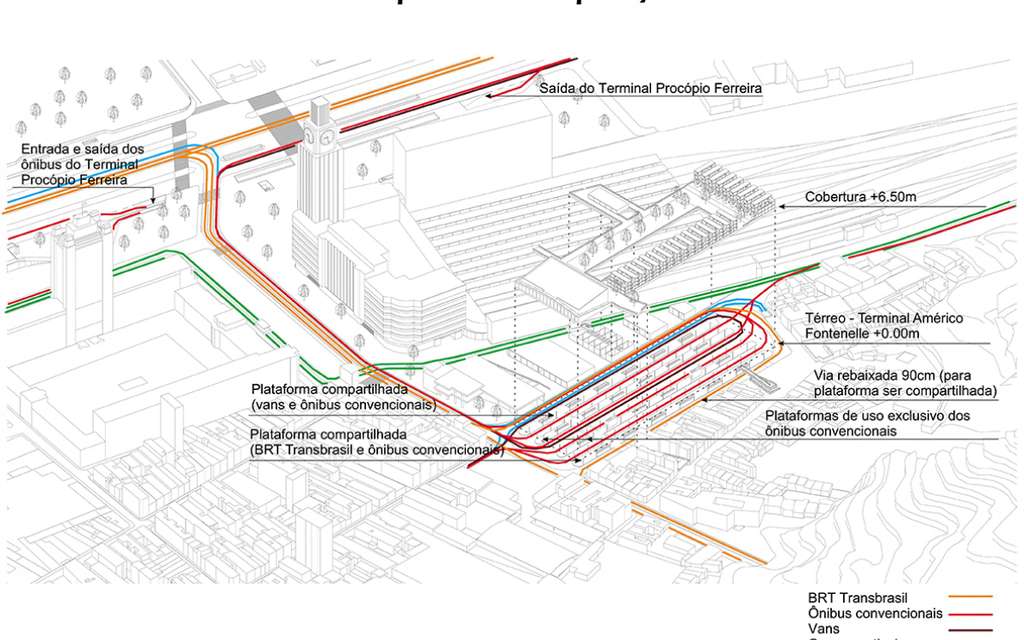 Saída do Terminal Procópio Ferreira
Entrada e saída dos
ônibus do Terminal
Procópio Ferreira
Cobertura +6.50m
Térreo - Terminal Américo
Fontenelle +0.00m
Via rebaixada 90cm (para
plataforma ser compartilhada)
Plataforma compartilhada
(vans e ônibus convencionais)
Plataformas de uso exclusivo dos
ônibus convencionais
Plataforma compartilhada
(BRT Transbrasil e ônibus convencionais)
BRT Transbrasil
Ônibus convencionais
Vans